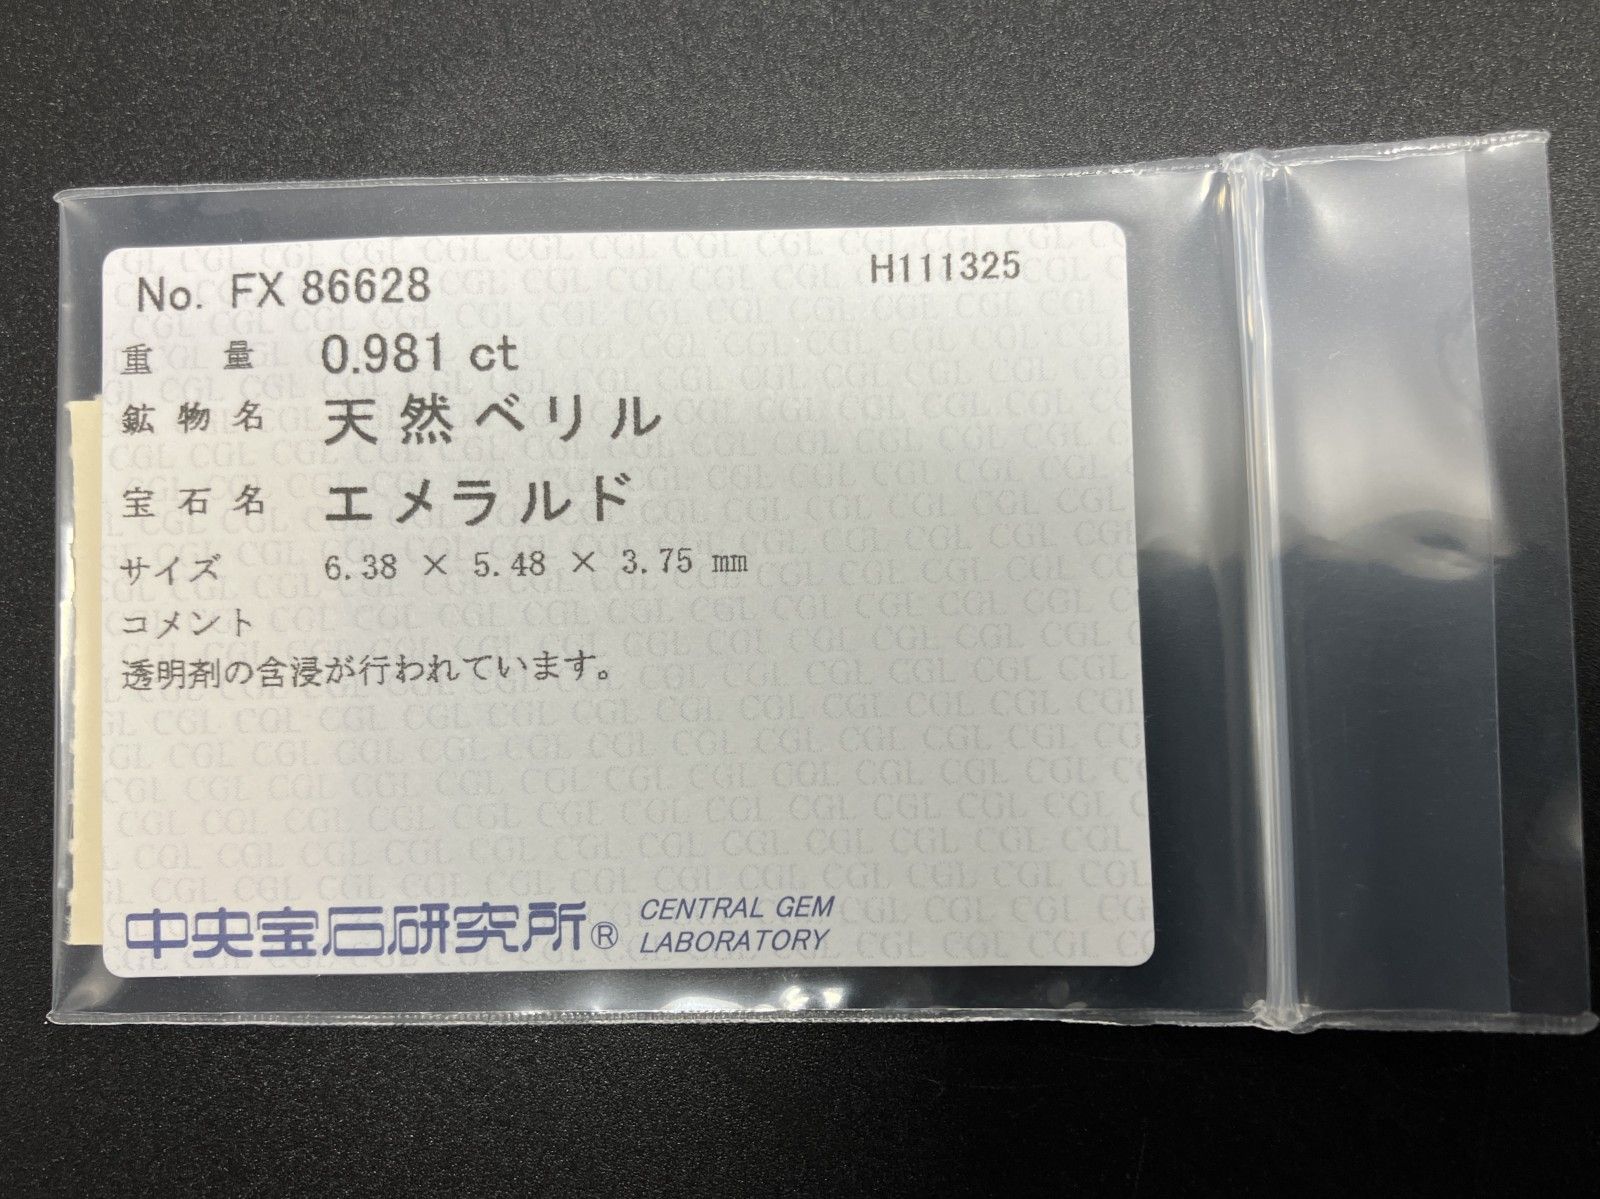 No. FX 86628 H111325
重 量 0.981 ct
鉱 物 名 天然ベリル
宝 石 名 エメラルド
サイズ 6.38 × 5.48 × 3.75 mm
コメント
透明剤の含浸が行われています。
中央宝石研究所® CENTRAL GEM
LABORATORY